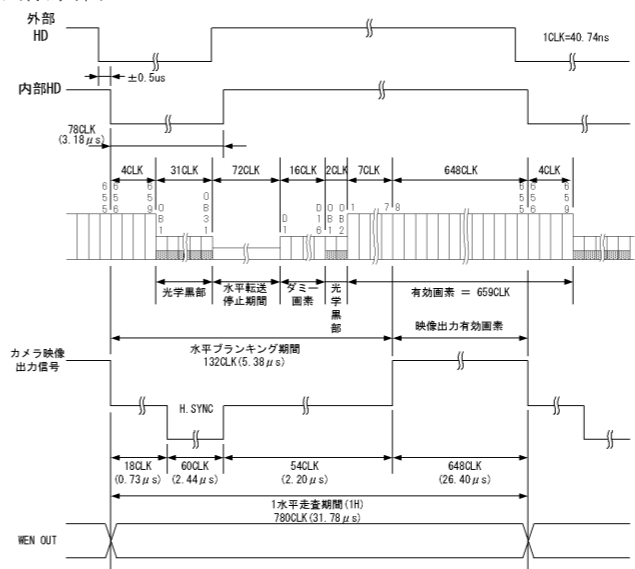 外部
HD
1CLK=40.74ns
±0.5us
内部HD
78CLK
(3.18μs)
4CLK
31CLK
72CLK
16CLK
2CLK
7CLK
648CLK
4CLK
655
656
659
OB1
OB31
D1
D16
OB1
OB2
1
7
8
655
656
659
光学黒部
水平転送
停止期間
ダミー
画素
光学黒部
有効画素 = 659CLK
水平ブランキング期間
132CLK(5.38μs)
映像出力有効画素
カメラ映像
出力信号
H.SYNC
18CLK
(0.73μs)
60CLK
(2.44μs)
54CLK
(2.20μs)
648CLK
(26.40μs)
1水平走査期間(1H)
780CLK(31.78μs)
WEN OUT